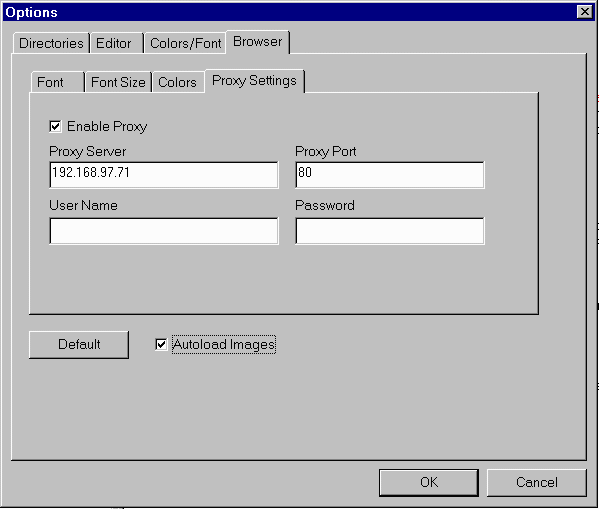 Options
Directories Editor Colors/Font Browser
Font Font Size Colors Proxy Settings
Enable Proxy
Proxy Server Proxy Port
192.168.97.71 80
User Name Password
Default Autoload Images
OK Cancel